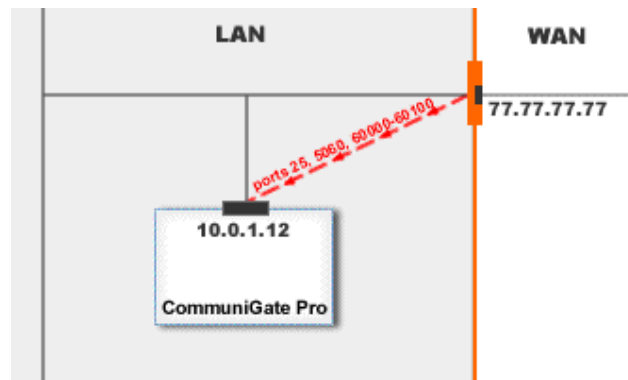 LAN
WAN
77.77.77.77
ports 25, 5060, 60000-60100
10.0.1.12
CommuniGate Pro